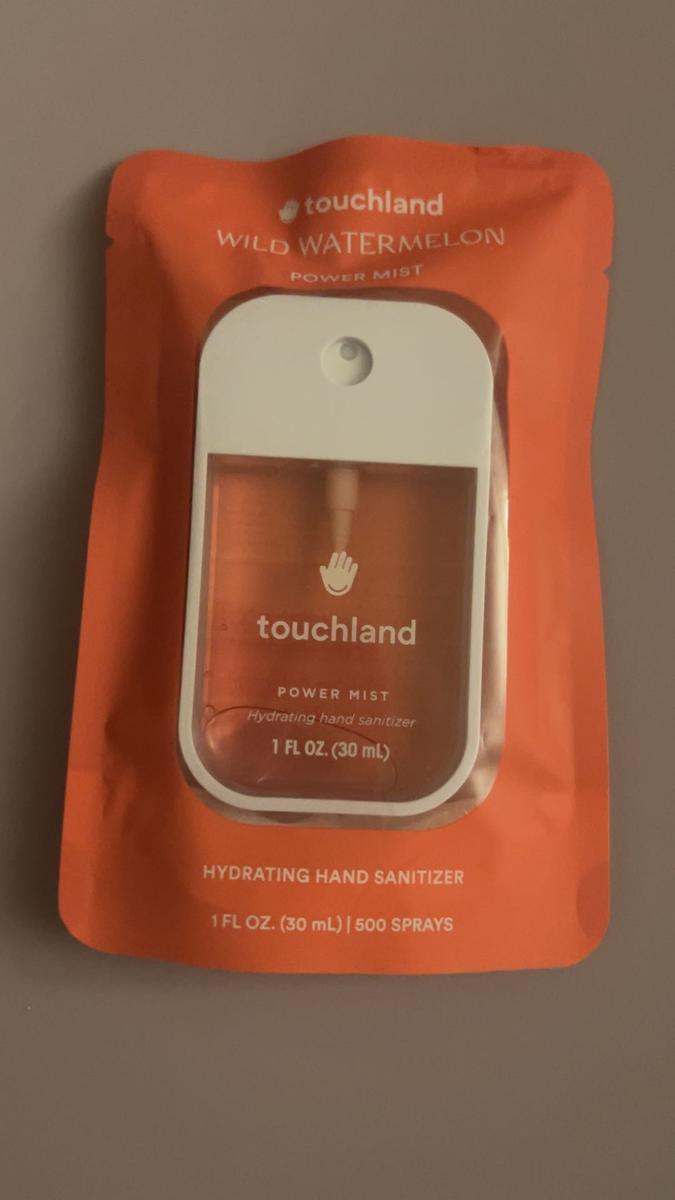 touchland
WILD WATERMELON
POWER MIST
touchland
POWER MIST
Hydrating hand sanitizer
1 FL OZ. (30 mL)
HYDRATING HAND SANITIZER
1 FL OZ. (30 mL) | 500 SPRAYS